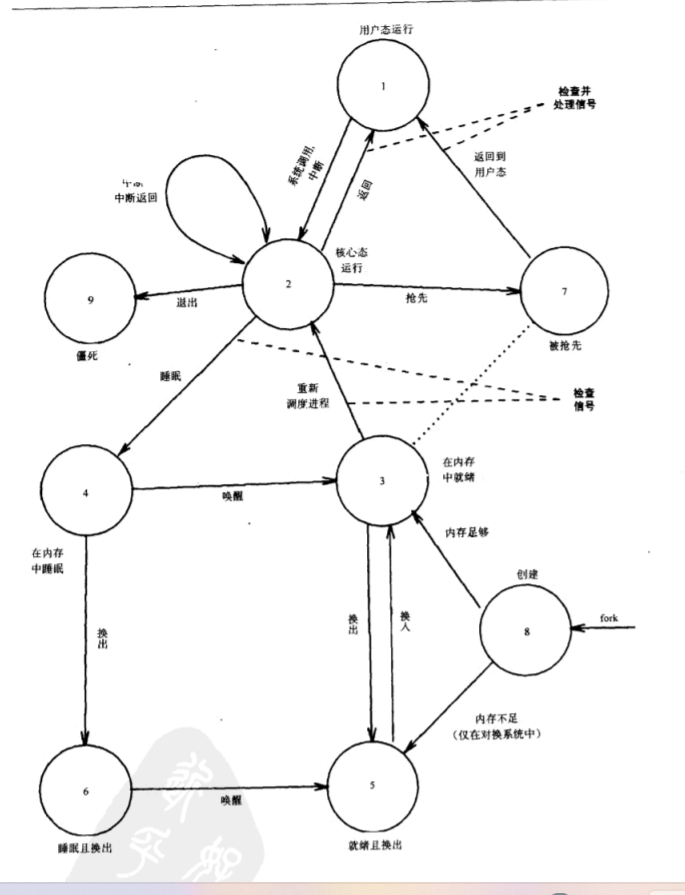 用户态运行
1
检查并
处理信号
系统调用,
中断
返回
返回到
用户态
中断返回
核心态
运行
2
抢先
7
被抢先
9
退出
僵死
睡眠
重新
调度进程
检查
信号
4
唤醒
3
在内存
中就绪
在内存
中睡眠
内存足够
创建
换出
换出
换入
8
fork
内存不足
(仅在对换系统中)
6
唤醒
5
睡眠且换出
就绪且换出